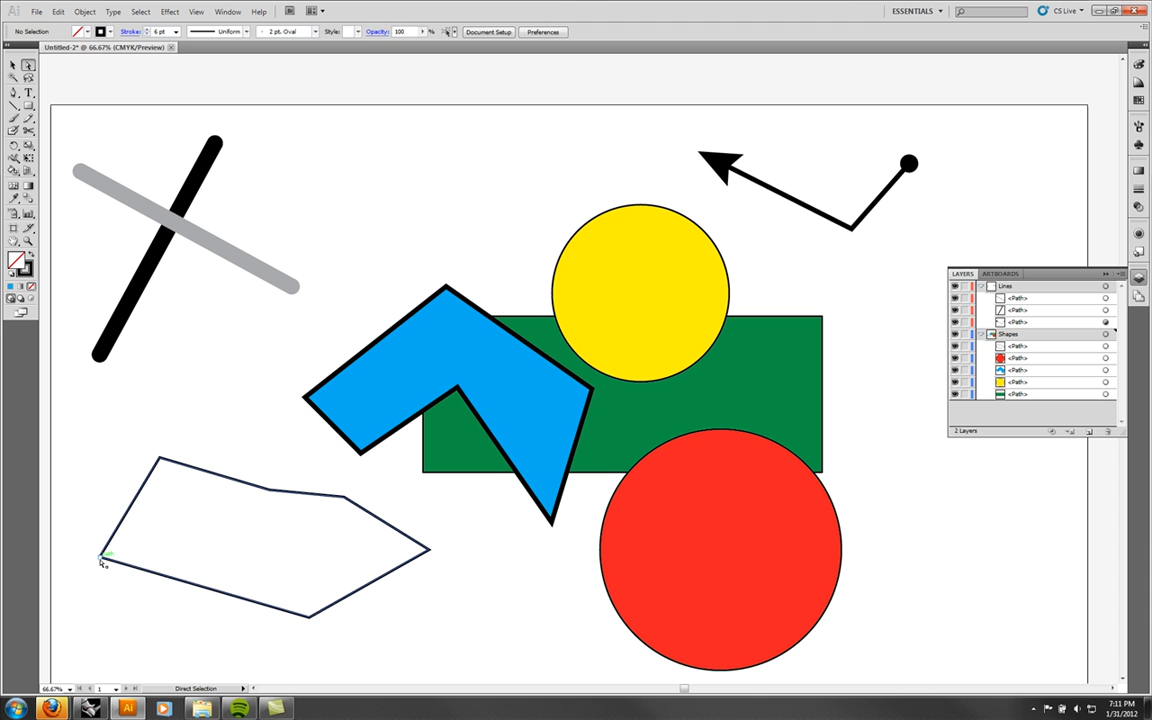 Ai File Edit Object Type Select Effect View Window Help Br ESSENTIALS CS Live
No Selection Stroke: 6 pt Uniform 2 pt. Oval Style: Opacity: 100 % Document Setup Preferences
Untitled-2* @ 66.67% (CMYK/Preview)
LAYERS ARTBOARDS
Lines
<Path>
<Path>
<Path>
Shapes
<Path>
<Path>
<Path>
<Path>
<Path>
2 Layers
66.67% 1 Direct Selection
Ai
7:11 PM
1/31/2012